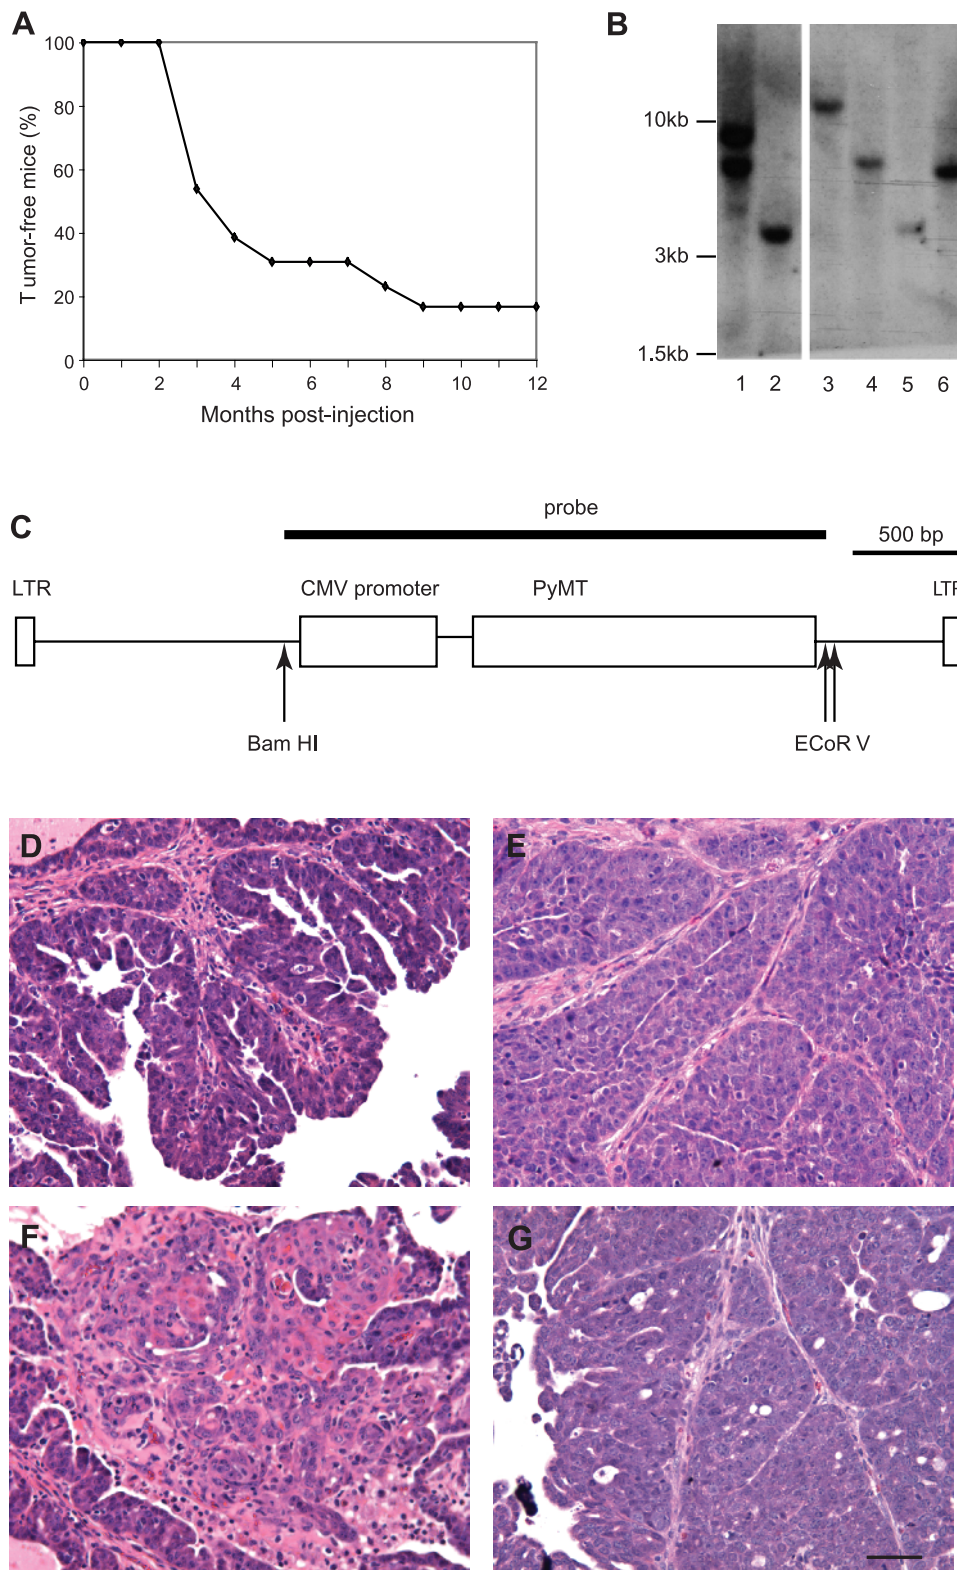 A
B
100
80
60
40
20
0
Tumor-free mice (%)
0 2 4 6 8 10 12
Months post-injection
10kb
3kb
1.5kb
1 2 3 4 5 6
C
probe
500 bp
LTR
CMV promoter
PyMT
LTR
Bam HI
ECoR V
D
E
F
G